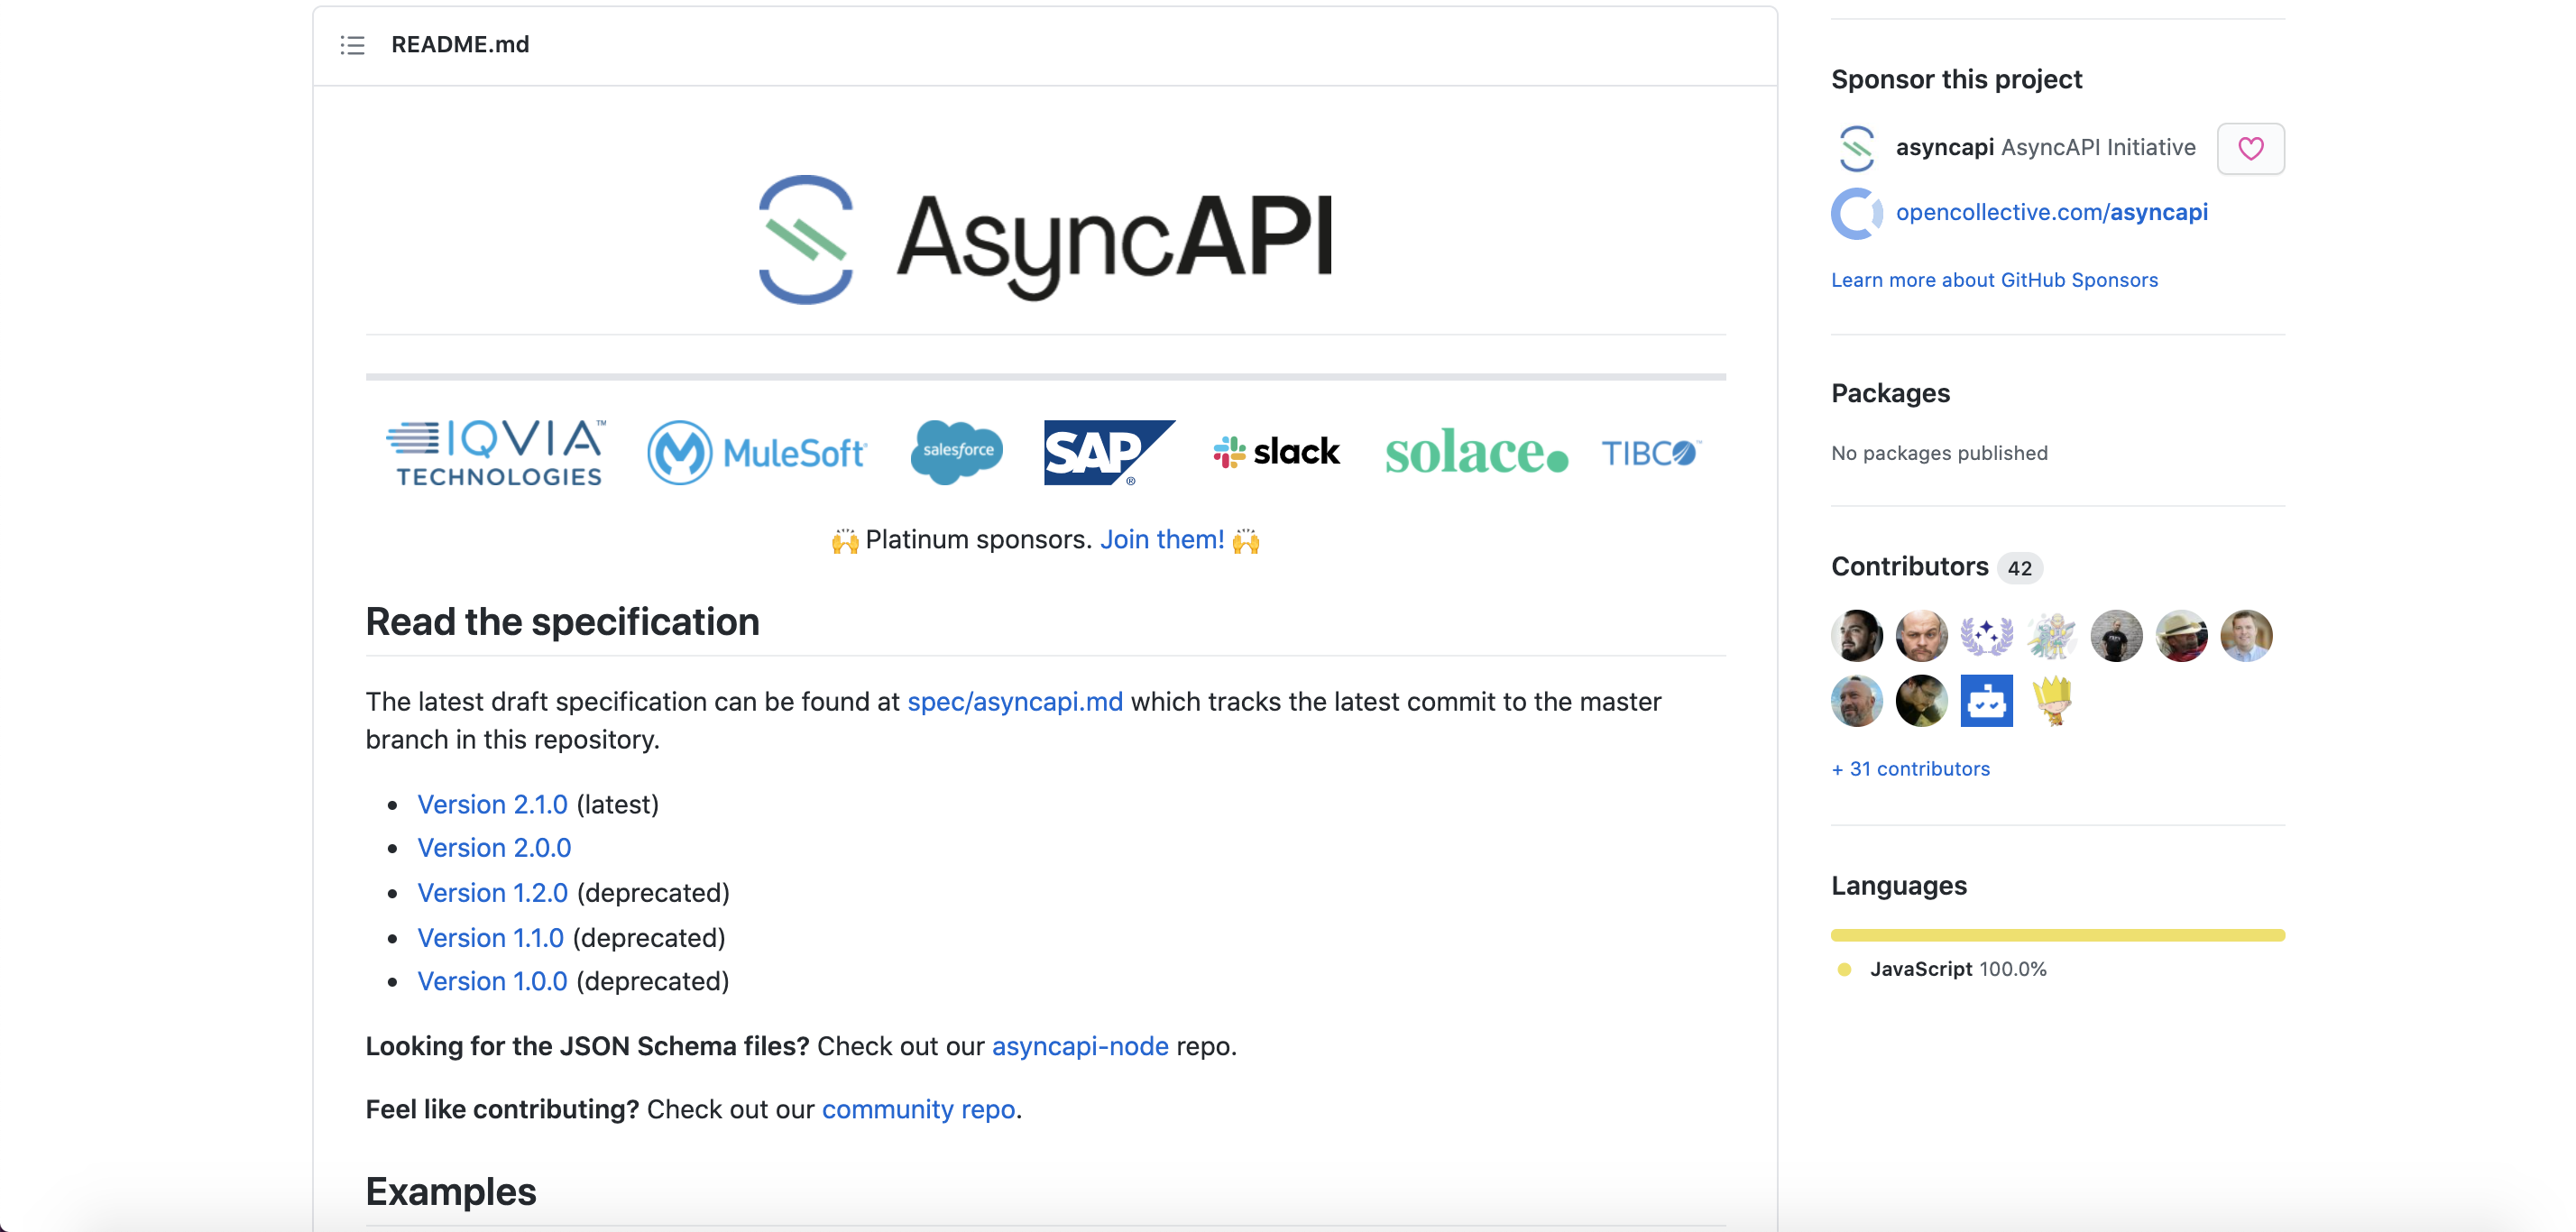 README.md
AsyncAPI
IQVIA™
TECHNOLOGIES
MuleSoft
salesforce
SAP®
slack
solace.
TIBCO™
🙌 Platinum sponsors. Join them! 🙌
Read the specification
The latest draft specification can be found at spec/asyncapi.md which tracks the latest commit to the master
branch in this repository.
• Version 2.1.0 (latest)
• Version 2.0.0
• Version 1.2.0 (deprecated)
• Version 1.1.0 (deprecated)
• Version 1.0.0 (deprecated)
Looking for the JSON Schema files? Check out our asyncapi-node repo.
Feel like contributing? Check out our community repo.
Examples
Sponsor this project
asyncapi AsyncAPI Initiative
opencollective.com/asyncapi
Learn more about GitHub Sponsors
Packages
No packages published
Contributors 42
+ 31 contributors
Languages
JavaScript 100.0%